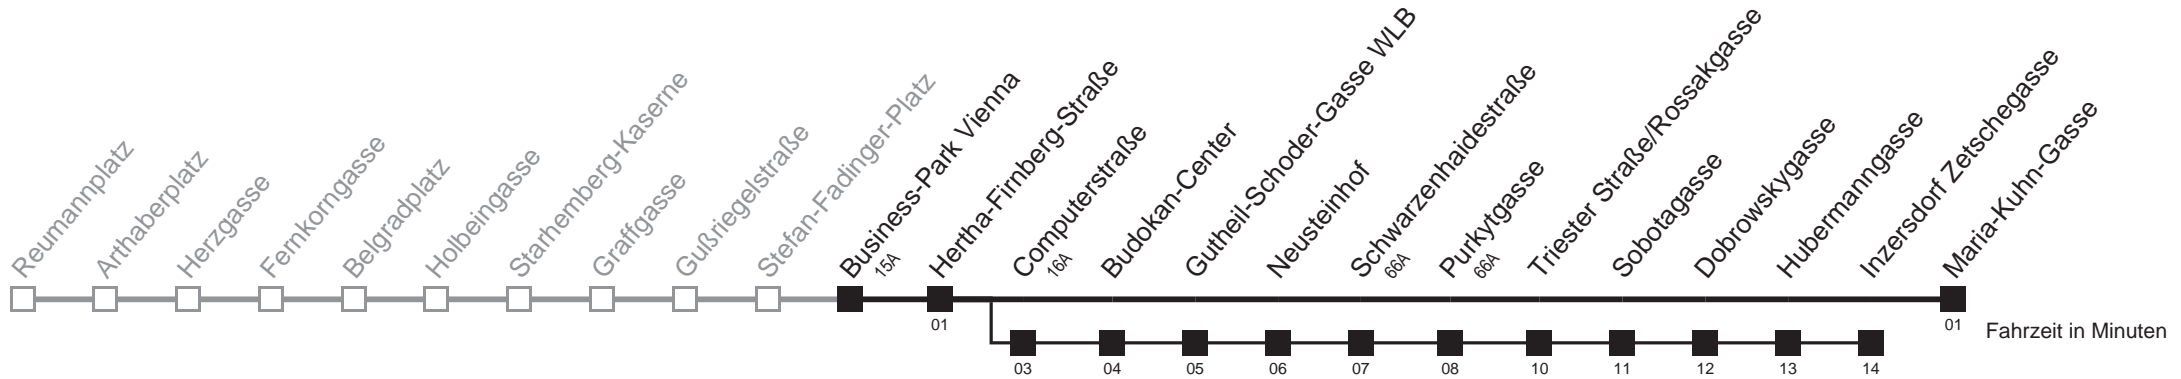 Reumannplatz
Arthaberplatz
Herzgasse
Fernkorngasse
Belgradplatz
Holbeingasse
Starhemberg-Kaserne
Graffgasse
Gußriegelstraße
Stefan-Fadinger-Platz
Business-Park Vienna
15A
Hertha-Firnberg-Straße
Computerstraße
16A
Budokan-Center
Gutheil-Schoder-Gasse WLB
Neusteinhof
Schwarzenhaidestraße
66A
Purkytgasse
66A
Triester Straße/Rossakgasse
Sobotagasse
Dobrowskygasse
Hubermanngasse
Inzersdorf Zetschegasse
Maria-Kuhn-Gasse
01
01
Fahrzeit in Minuten
03
04
05
06
07
08
10
11
12
13
14